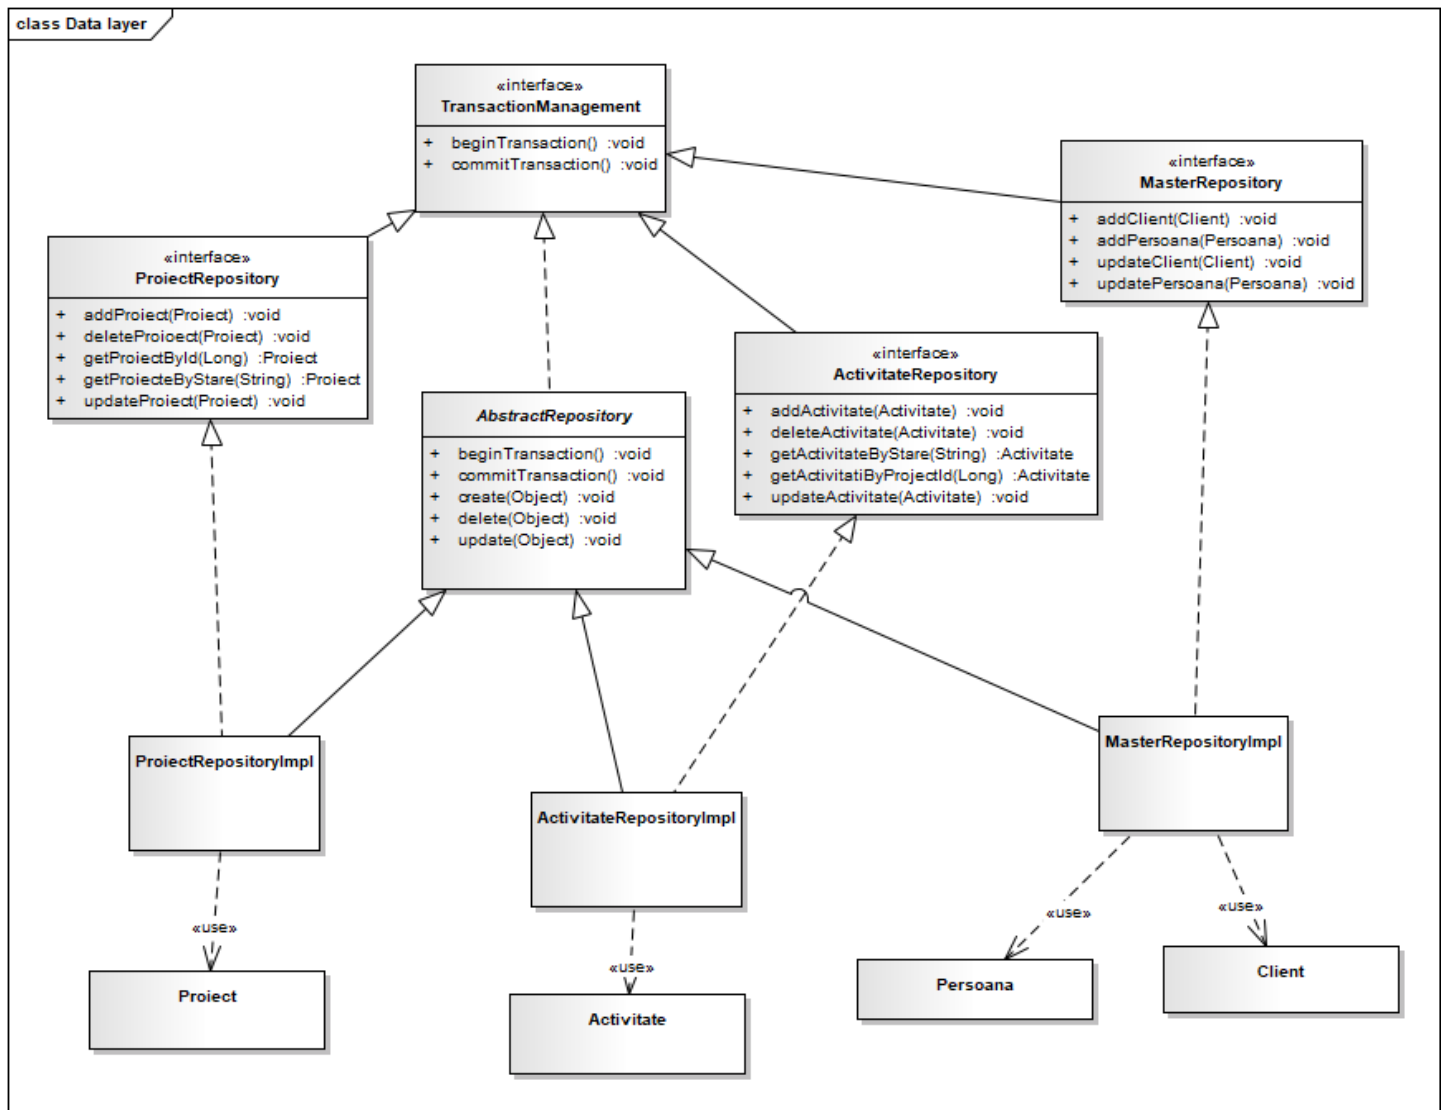 class Data layer
«interface»
TransactionManagement
+ beginTransaction() :void
+ commitTransaction() :void
«interface»
MasterRepository
+ addClient(Client) :void
+ addPersoana(Persoana) :void
+ updateClient(Client) :void
+ updatePersoana(Persoana) :void
«interface»
ProiectRepository
+ addProiect(Proiect) :void
+ deleteProioect(Proiect) :void
+ getProiectById(Long) :Proiect
+ getProiecteByStare(String) :Proiect
+ updateProiect(Proiect) :void
«interface»
ActivitateRepository
+ addActivitate(Activitate) :void
+ deleteActivitate(Activitate) :void
+ getActivitateByStare(String) :Activitate
+ getActivitatiByProjectId(Long) :Activitate
+ updateActivitate(Activitate) :void
AbstractRepository
+ beginTransaction() :void
+ commitTransaction() :void
+ create(Object) :void
+ delete(Object) :void
+ update(Object) :void
ProiectRepositoryImpl
ActivitateRepositoryImpl
MasterRepositoryImpl
«use»
«use»
«use»
«use»
Proiect
Activitate
Persoana
Client